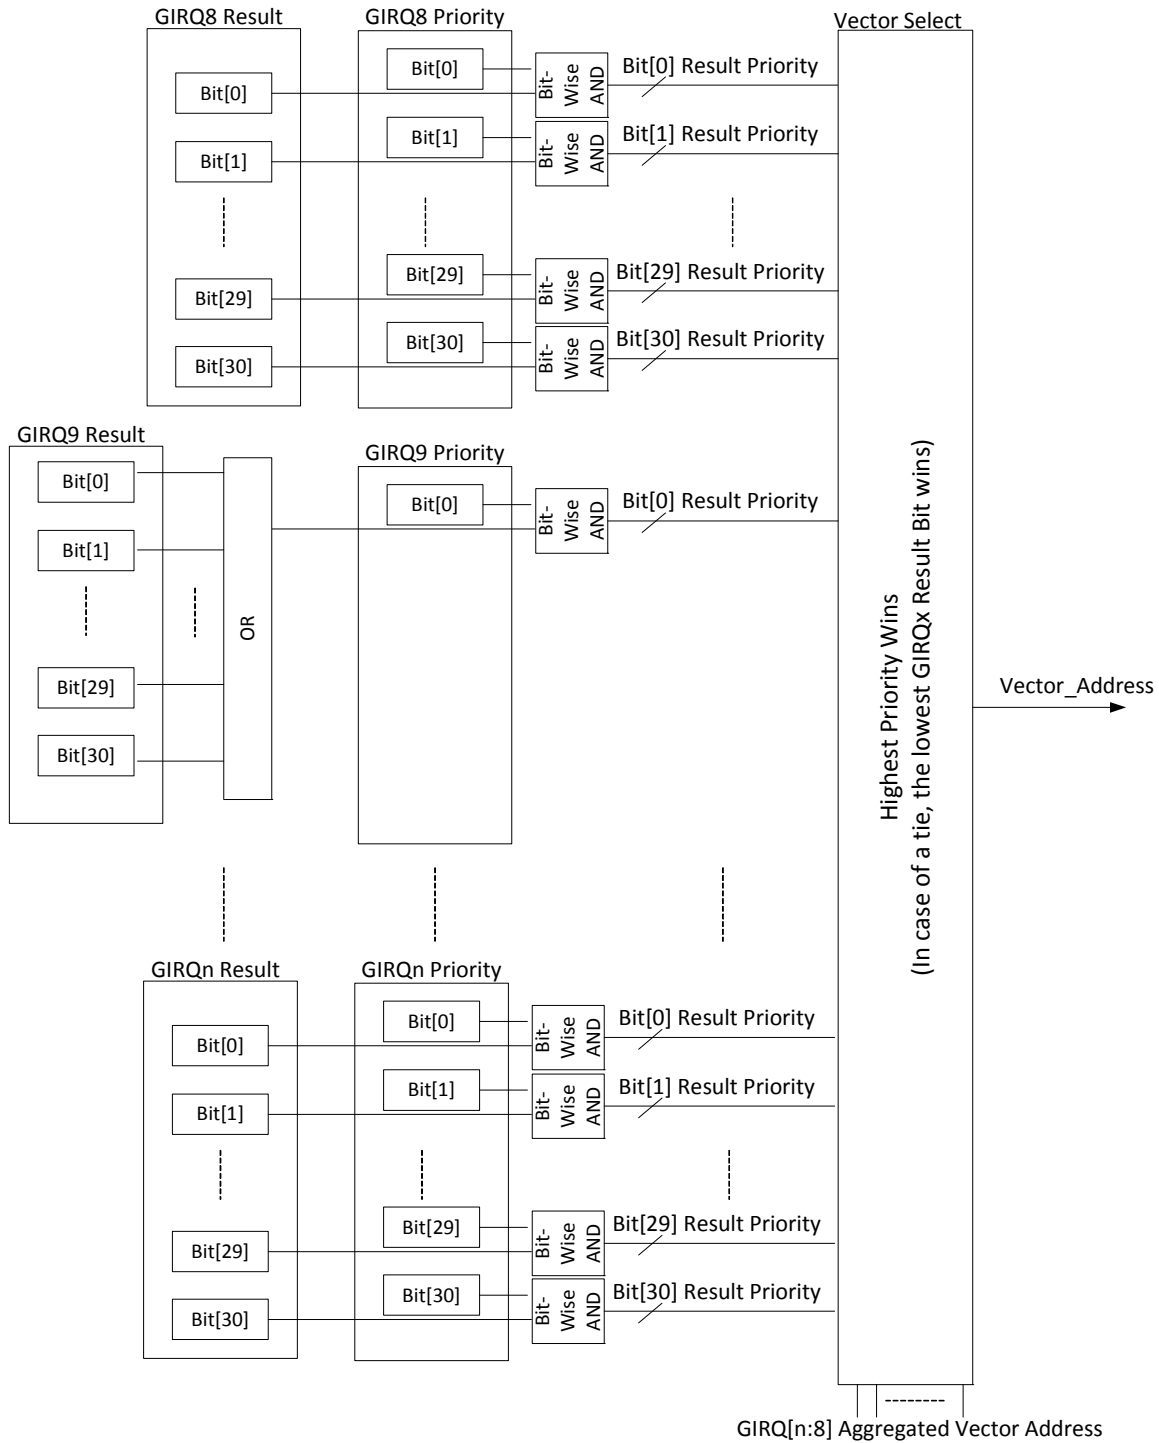 GIRQ8 Result
GIRQ8 Priority
Vector Select
Bit[0]
Bit[0]
Bit-
Wise
AND
Bit[0] Result Priority
Bit[1]
Bit[1]
Bit-
Wise
AND
Bit[1] Result Priority
Bit[29]
Bit[29]
Bit-
Wise
AND
Bit[29] Result Priority
Bit[30]
Bit[30]
Bit-
Wise
AND
Bit[30] Result Priority
GIRQ9 Result
GIRQ9 Priority
Bit[0]
Bit[1]
Bit[29]
Bit[30]
OR
Bit[0]
Bit-
Wise
AND
Bit[0] Result Priority
Highest Priority Wins
(In case of a tie, the lowest GIRQx Result Bit wins)
Vector_Address
GIRQn Result
GIRQn Priority
Bit[0]
Bit[0]
Bit-
Wise
AND
Bit[0] Result Priority
Bit[1]
Bit[1]
Bit-
Wise
AND
Bit[1] Result Priority
Bit[29]
Bit[29]
Bit-
Wise
AND
Bit[29] Result Priority
Bit[30]
Bit[30]
Bit-
Wise
AND
Bit[30] Result Priority
GIRQ[n:8] Aggregated Vector Address